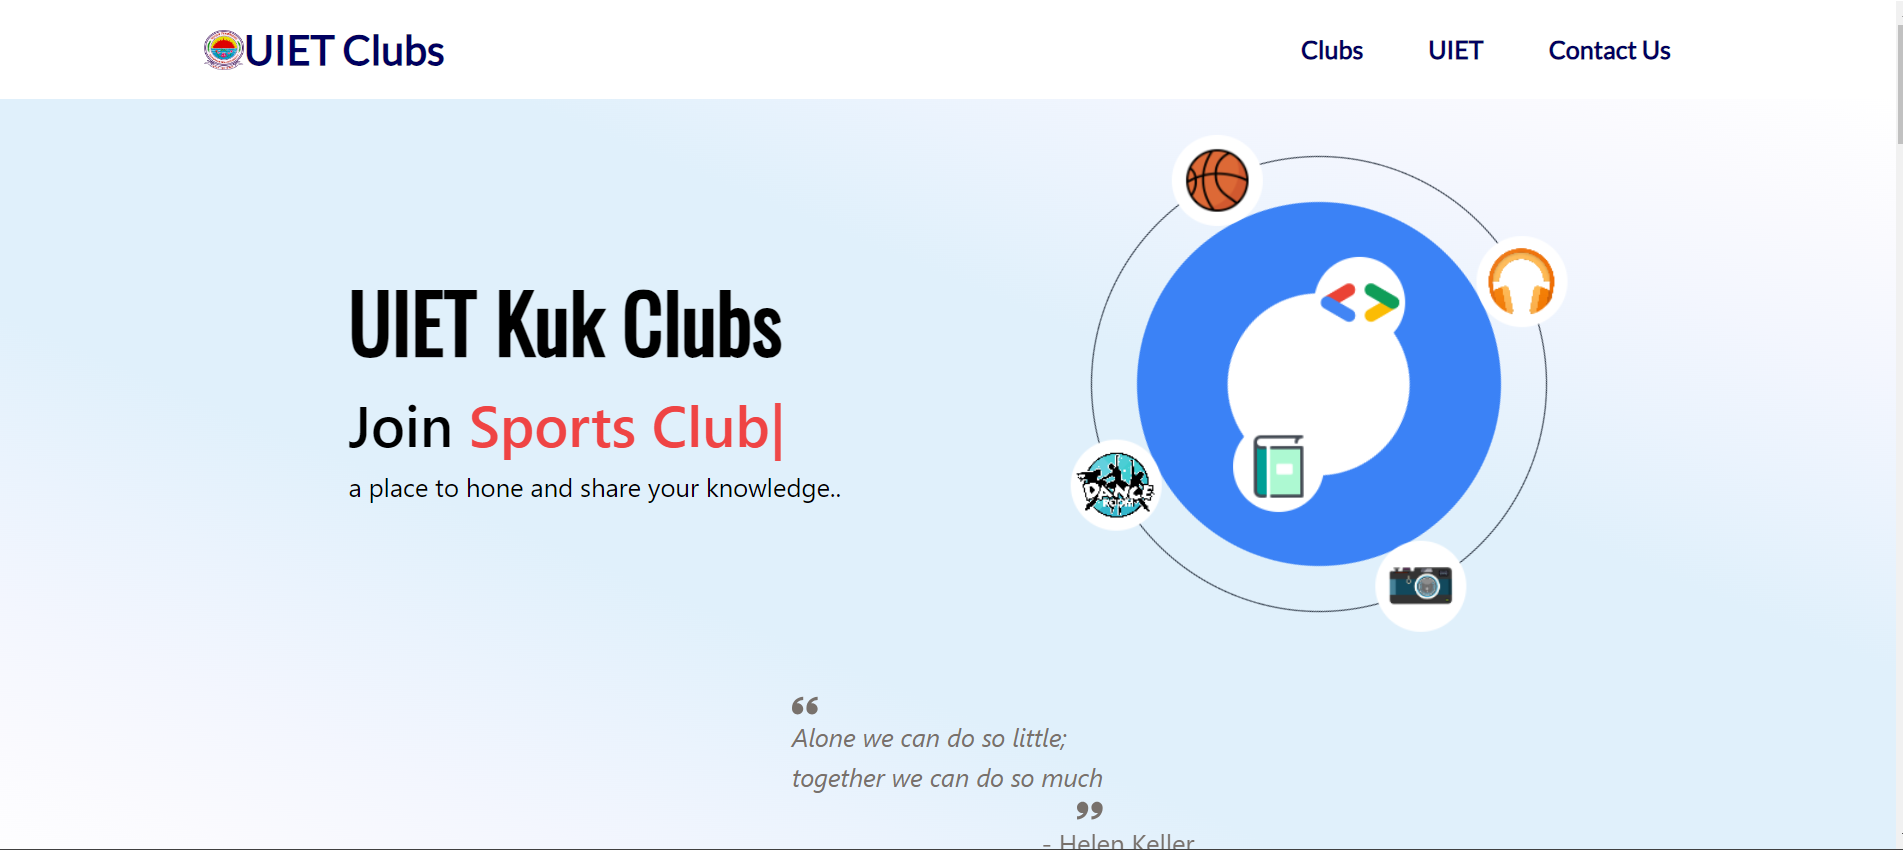 UIET Clubs
Clubs
UIET
Contact Us
UIET Kuk Clubs
Join Sports Club|
a place to hone and share your knowledge..
DANCE
ROOM
“
Alone we can do so little;
together we can do so much
”
- Helen Keller